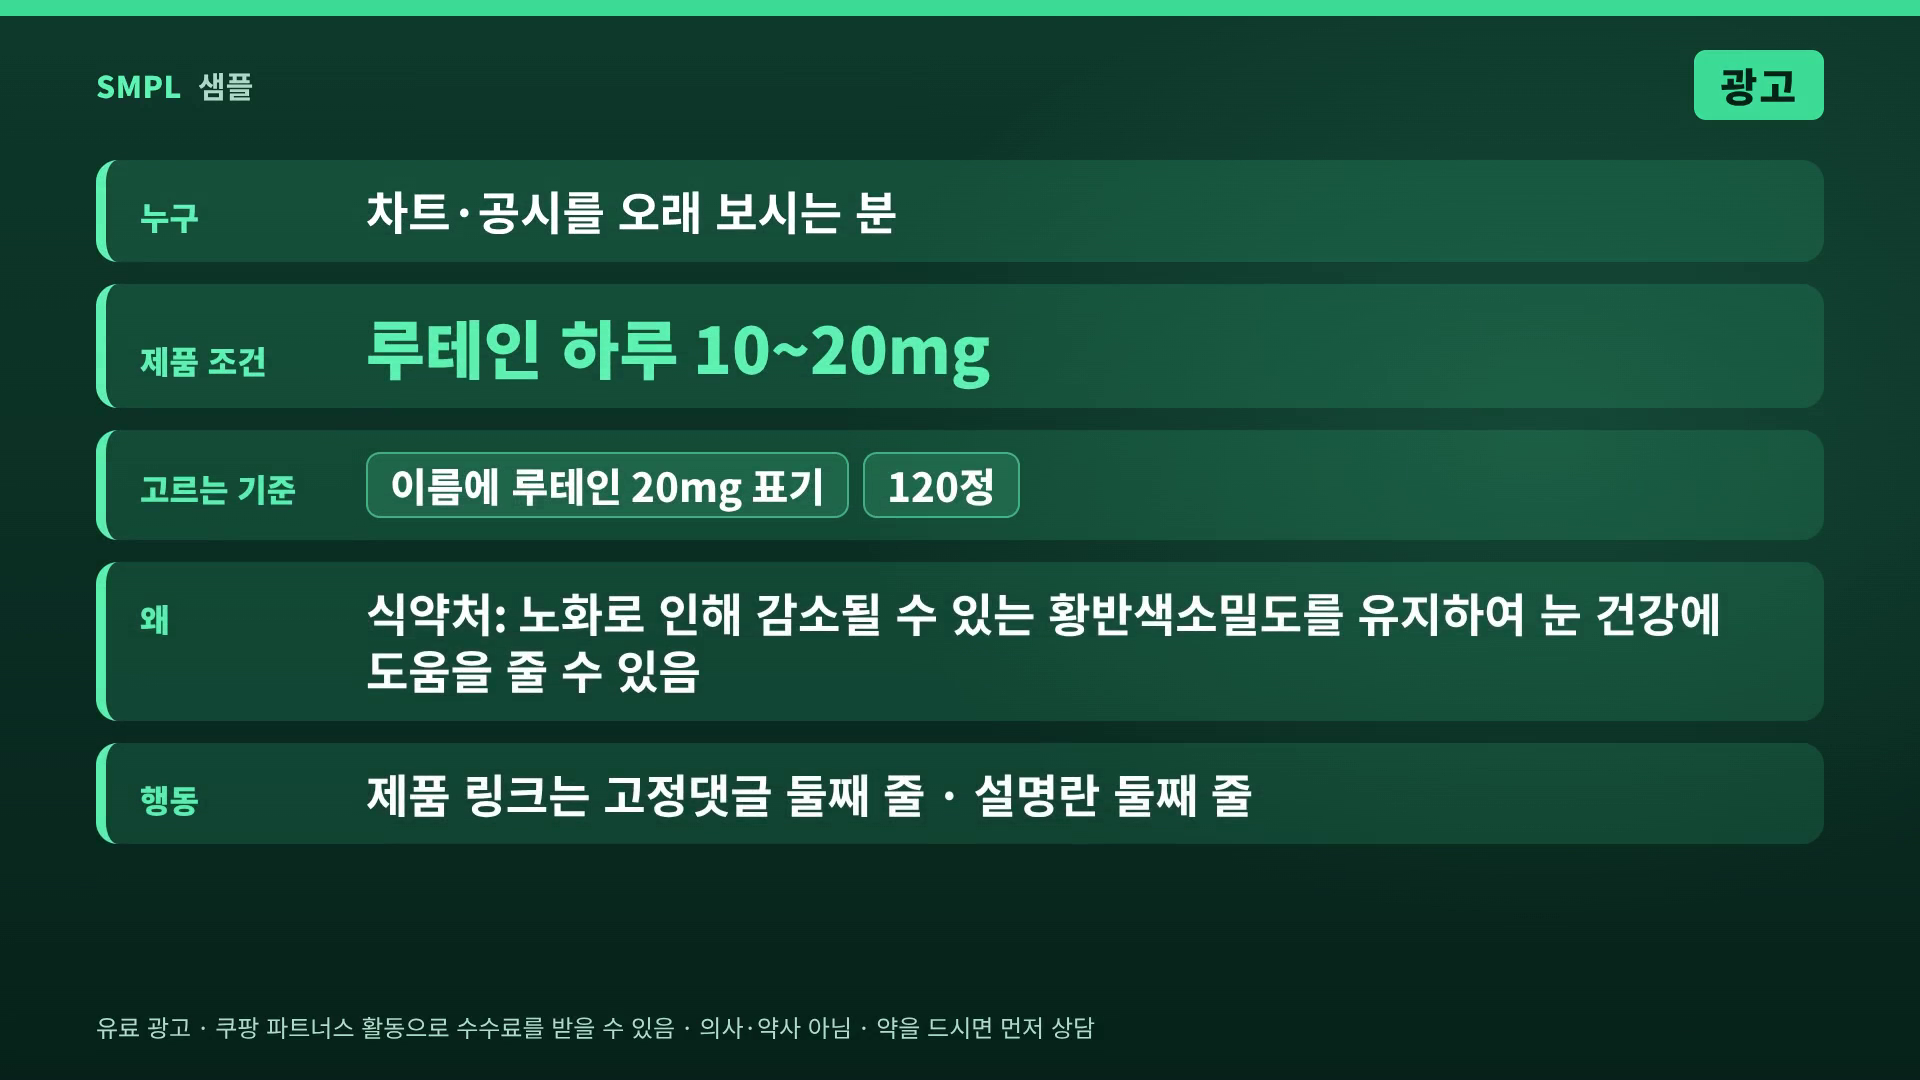 SMPL 샘플
광고
누구
차트·공시를 오래 보시는 분
제품 조건
루테인 하루 10~20mg
고르는 기준
이름에 루테인 20mg 표기
120정
왜
식약처: 노화로 인해 감소될 수 있는 황반색소밀도를 유지하여 눈 건강에
도움을 줄 수 있음
행동
제품 링크는 고정댓글 둘째 줄 · 설명란 둘째 줄
유료 광고 · 쿠팡 파트너스 활동으로 수수료를 받을 수 있음 · 의사·약사 아님 · 약을 드시면 먼저 상담